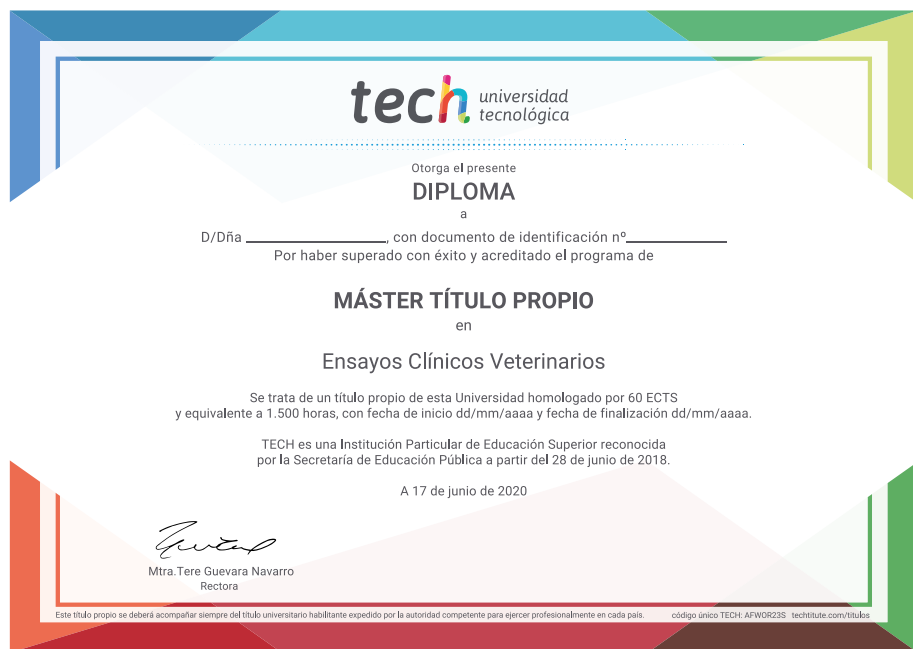 tech universidad
tecnológica
Otorga el presente
DIPLOMA
a
D/Dña ____________, con documento de identificación nº____________
Por haber superado con éxito y acreditado el programa de
MÁSTER TÍTULO PROPIO
en
Ensayos Clínicos Veterinarios
Se trata de un título propio de esta Universidad homologado por 60 ECTS
y equivalente a 1.500 horas, con fecha de inicio dd/mm/aaaa y fecha de finalización dd/mm/aaaa.
TECH es una Institución Particular de Educación Superior reconocida
por la Secretaría de Educación Pública a partir del 28 de junio de 2018.
A 17 de junio de 2020
Mtra.Tere Guevara Navarro
Rectora
Este título propio se deberá acompañar siempre del título universitario habilitante expedido por la autoridad competente para ejercer profesionalmente en cada país. código único TECH: AFWOR23S techtitute.com/titulos